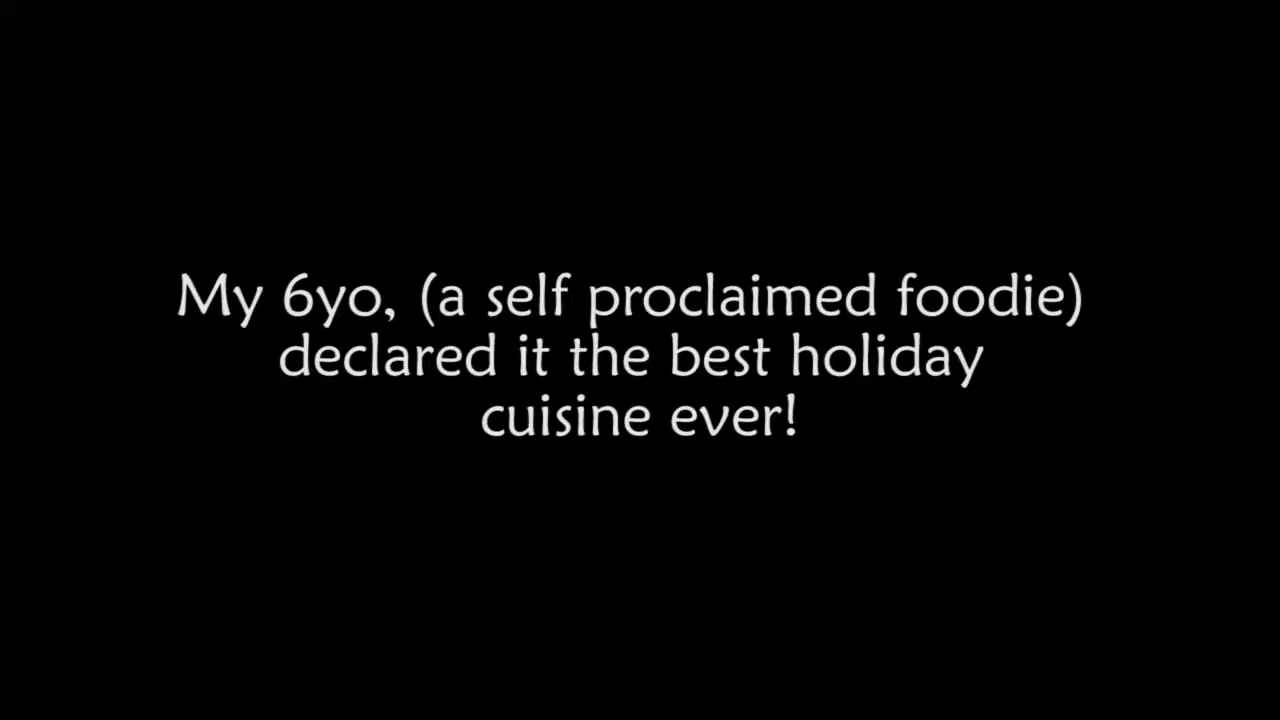 My 6yo, (a self proclaimed foodie)
declared it the best holiday
cuisine ever!